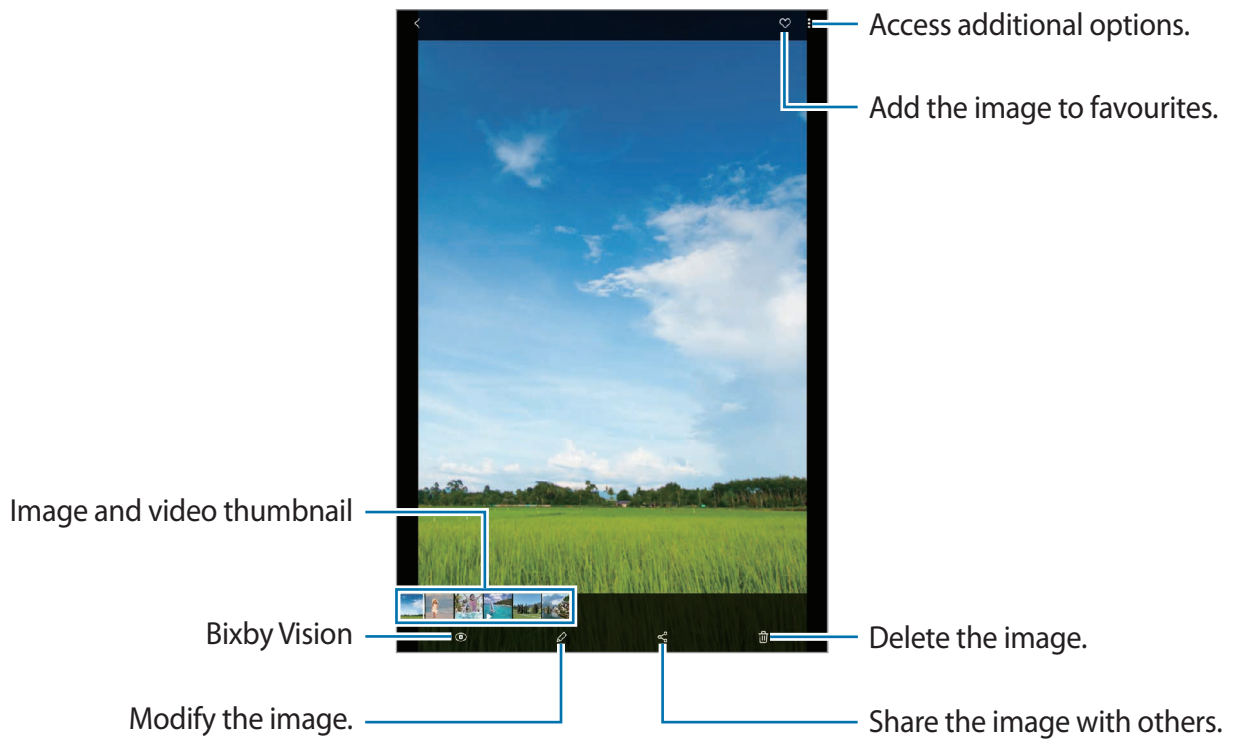 Access additional options.
Add the image to favourites.
Image and video thumbnail
Bixby Vision
Delete the image.
Modify the image.
Share the image with others.